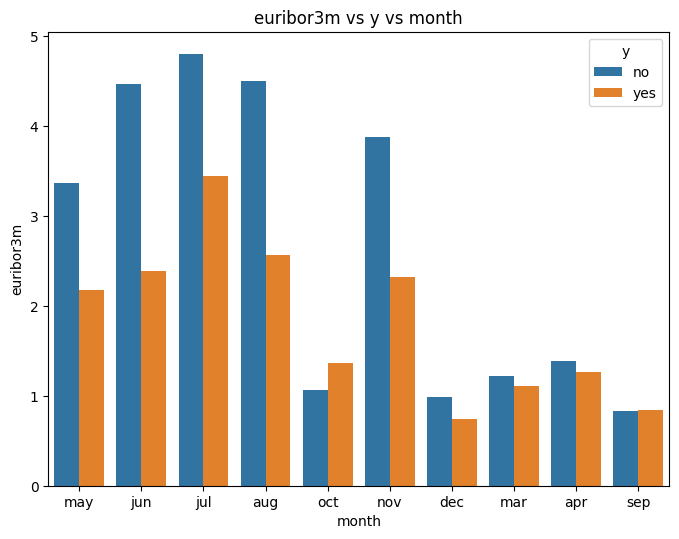 euribor3m vs y vs month
y
no
yes
euribor3m
5
4
3
2
1
0
may jun jul aug oct nov dec mar apr sep
month